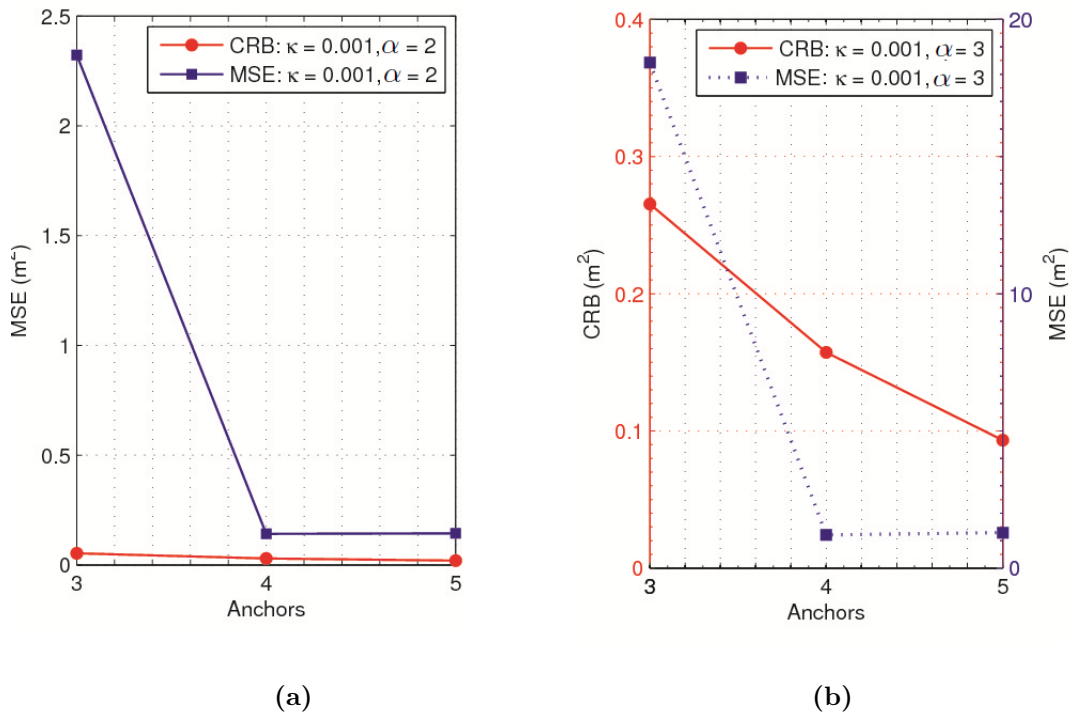 2.5
2
1.5
1
0.5
0
MSE (m²)
CRB: κ = 0.001, α = 2
MSE: κ = 0.001, α = 2
3 4 5
Anchors
(a)
0.4
0.3
0.2
0.1
0
CRB (m²)
CRB: κ = 0.001, α = 3
MSE: κ = 0.001, α = 3
20
10
0
MSE (m²)
3 4 5
Anchors
(b)